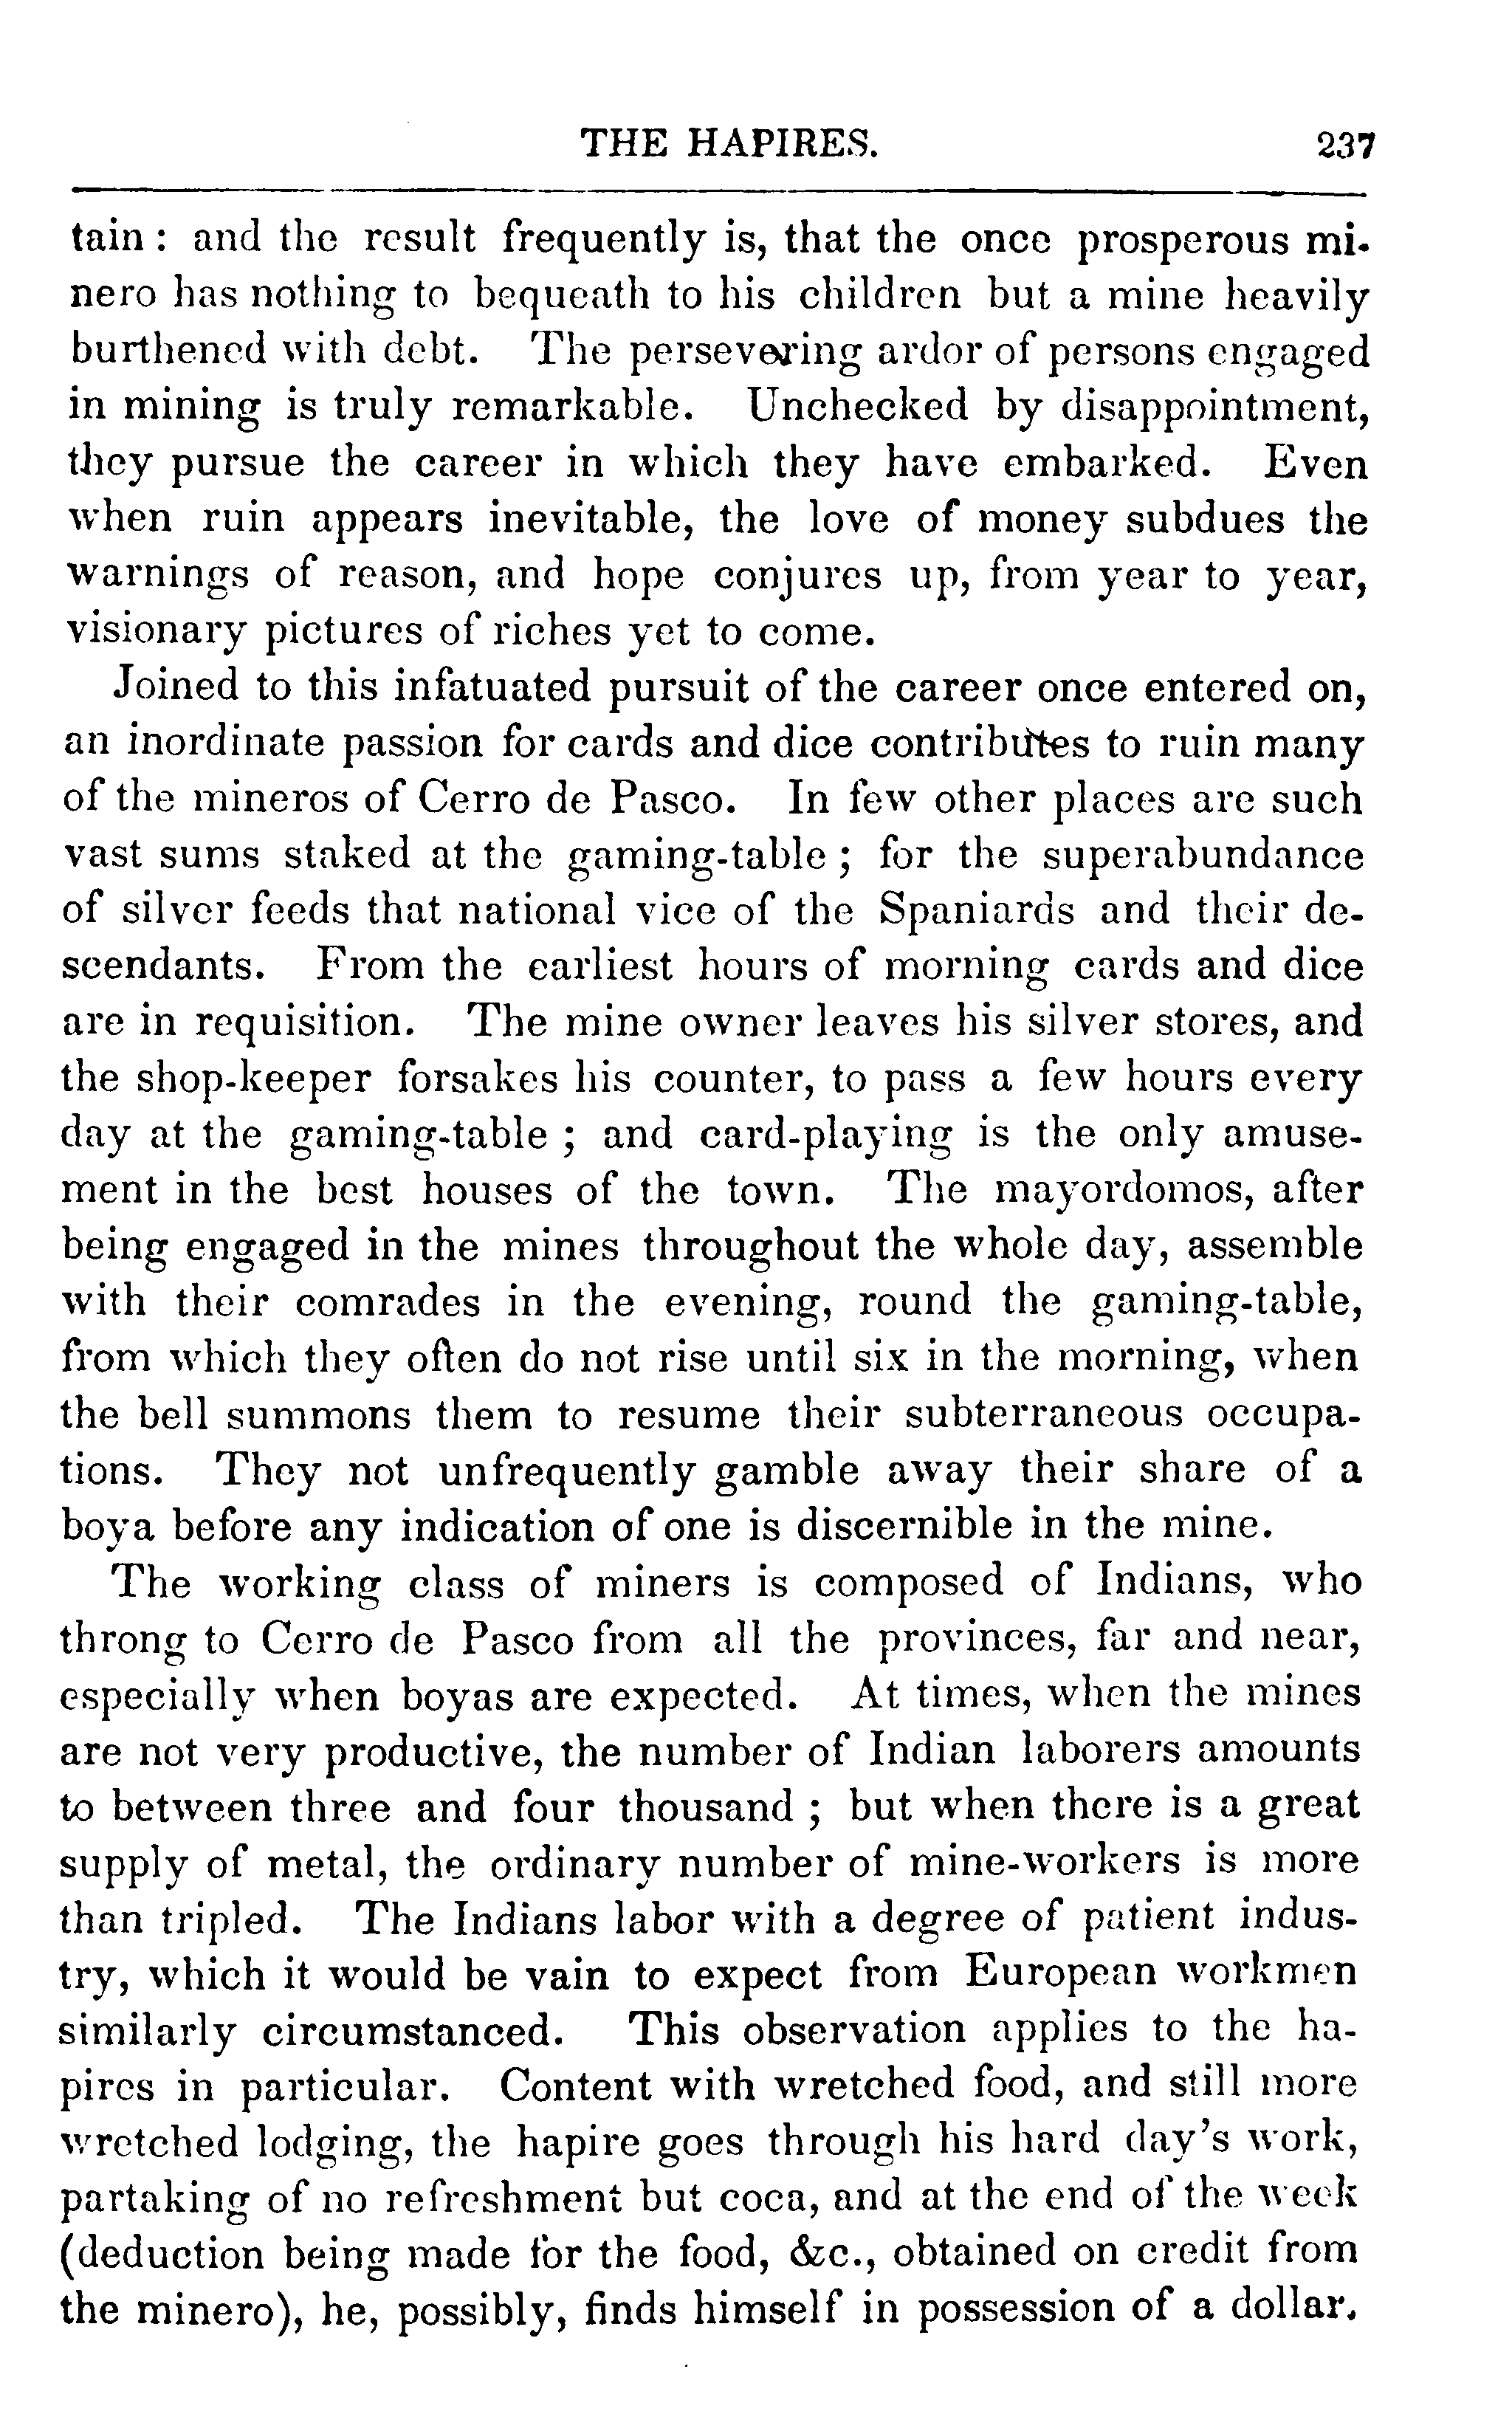 THE HAPIRES. 237
tain : and the result frequently is, that the once prosperous mi-
nero has nothing to bequeath to his children but a mine heavily
burthened with debt. The persevering ardor of persons engaged
in mining is truly remarkable. Unchecked by disappointment,
they pursue the career in which they have embarked. Even
when ruin appears inevitable, the love of money subdues the
warnings of reason, and hope conjures up, from year to year,
visionary pictures of riches yet to come.
Joined to this infatuated pursuit of the career once entered on,
an inordinate passion for cards and dice contributes to ruin many
of the mineros of Cerro de Pasco. In few other places are such
vast sums staked at the gaming-table ; for the superabundance
of silver feeds that national vice of the Spaniards and their de-
scendants. From the earliest hours of morning cards and dice
are in requisition. The mine owner leaves his silver stores, and
the shop-keeper forsakes his counter, to pass a few hours every
day at the gaming-table ; and card-playing is the only amuse-
ment in the best houses of the town. The mayordomos, after
being engaged in the mines throughout the whole day, assemble
with their comrades in the evening, round the gaming-table,
from which they often do not rise until six in the morning, when
the bell summons them to resume their subterraneous occupa-
tions. They not unfrequently gamble away their share of a
boya before any indication of one is discernible in the mine.
The working class of miners is composed of Indians, who
throng to Cerro de Pasco from all the provinces, far and near,
especially when boyas are expected. At times, when the mines
are not very productive, the number of Indian laborers amounts
to between three and four thousand ; but when there is a great
supply of metal, the ordinary number of mine-workers is more
than tripled. The Indians labor with a degree of patient indus-
try, which it would be vain to expect from European workmen
similarly circumstanced. This observation applies to the ha-
pires in particular. Content with wretched food, and still more
wretched lodging, the hapire goes through his hard day's work,
partaking of no refreshment but coca, and at the end of the week
(deduction being made for the food, &c., obtained on credit from
the minero), he, possibly, finds himself in possession of a dollar.